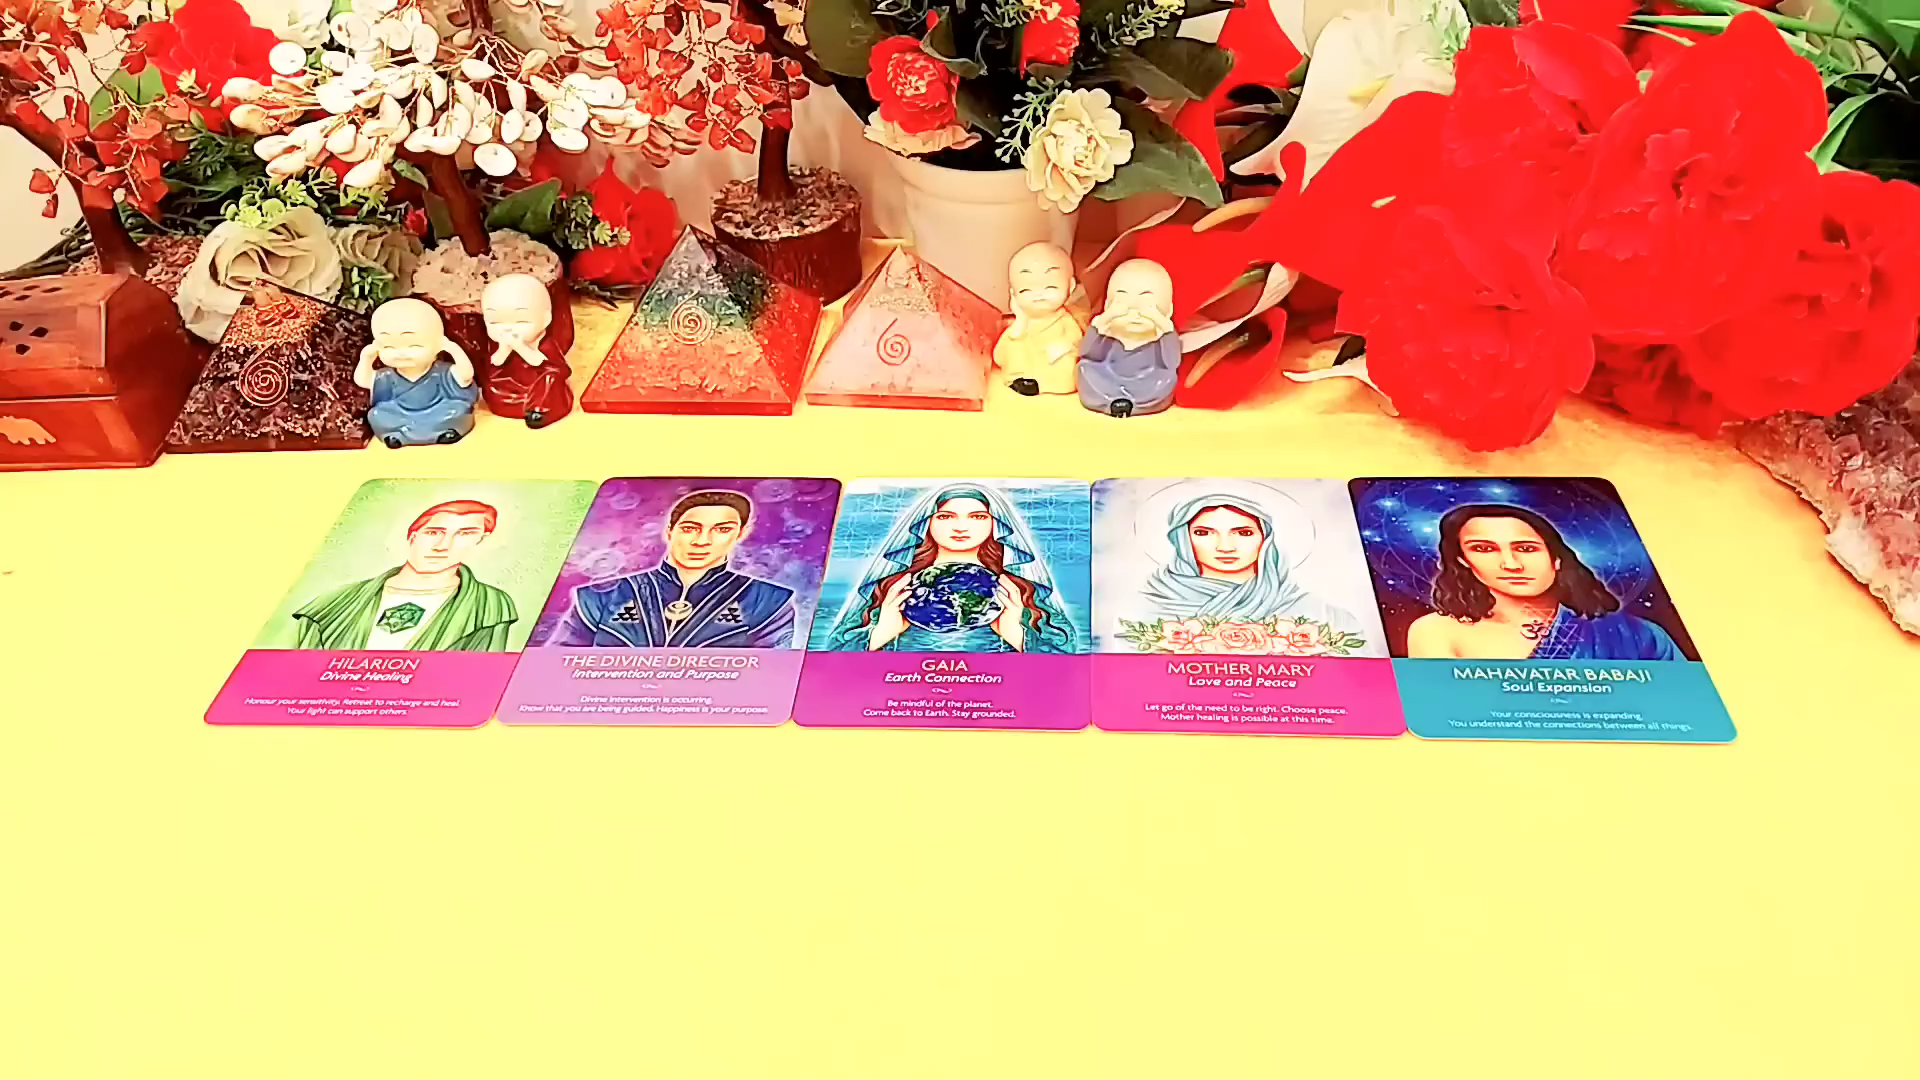 HILARION
Divine Healing
Honour your sensitivity. Retreat to recharge and heal.
Your light can support others.
THE DIVINE DIRECTOR
Intervention and Purpose
Divine intervention is occurring.
Know that you are being guided. Happiness is your purpose.
GAIA
Earth Connection
Be mindful of the planet.
Come back to Earth. Stay grounded.
MOTHER MARY
Love and Peace
Let go of the need to be right. Choose peace.
Mother healing is possible at this time.
ॐ
MAHAVATAR BABAJI
Soul Expansion
Your consciousness is expanding.
You understand the connections between all things.